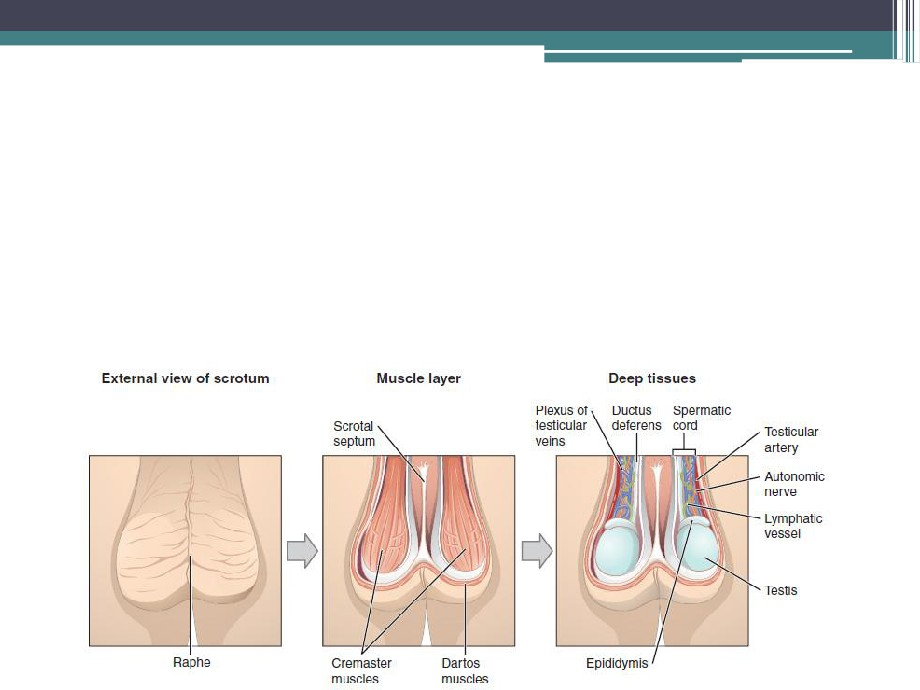 External view of scrotum
Muscle layer
Deep tissues
Scrotal
septum
Plexus of
testicular
veins
Ductus
deferens
Spermatic
cord
Testicular
artery
Autonomic
nerve
Lymphatic
vessel
Testis
Raphe
Cremaster
muscles
Dartos
muscles
Epididymis